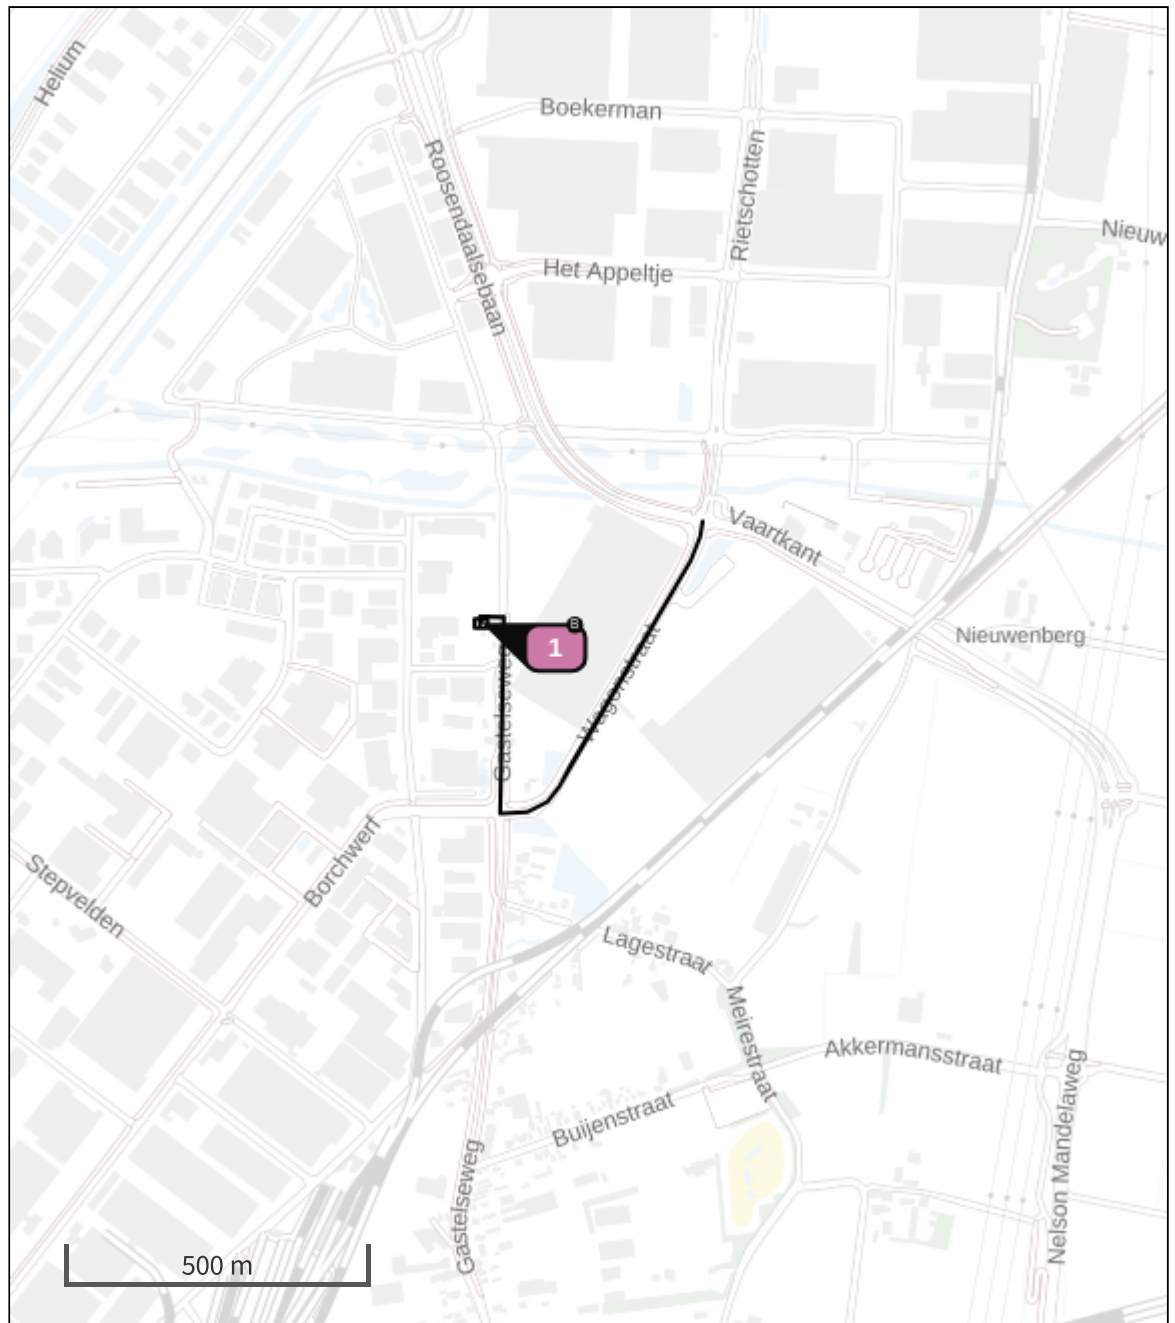 Helium
Boekerman
Roosendaalsebaan
Rietschotten
Nieuw
Het Appeltje
Vaartkant
B
1
Nieuwenberg
Gastelseweg
Wagenstraat
Borchwerf
Stepvelden
Lagestraat
Meirestraat
Akkermansstraat
Buijenstraat
Nelson Mandelaweg
Gastelseweg
500 m